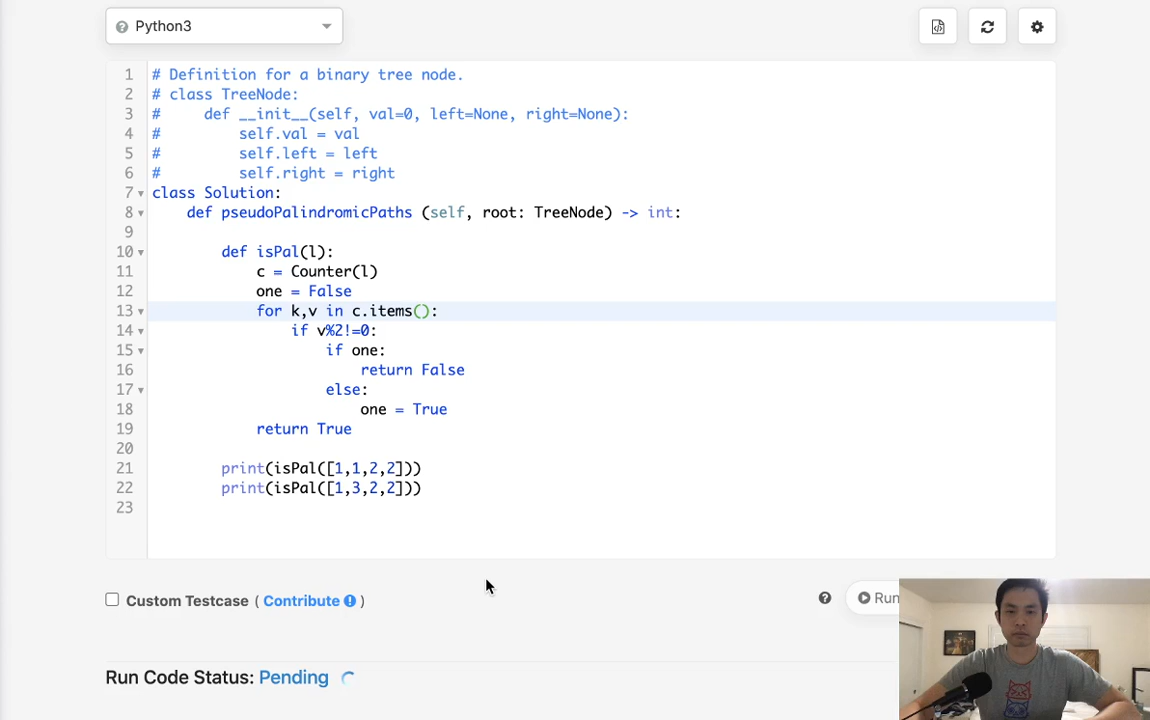 Python3
1 # Definition for a binary tree node.
2 # class TreeNode:
3 #     def __init__(self, val=0, left=None, right=None):
4 #         self.val = val
5 #         self.left = left
6 #         self.right = right
7 class Solution:
8     def pseudoPalindromicPaths (self, root: TreeNode) -> int:
9
10         def isPal(l):
11             c = Counter(l)
12             one = False
13             for k,v in c.items():
14                 if v%2!=0:
15                     if one:
16                         return False
17                     else:
18                         one = True
19             return True
20
21         print(isPal([1,1,2,2]))
22         print(isPal([1,3,2,2]))
23
Custom Testcase ( Contribute )
Run
Run Code Status: Pending